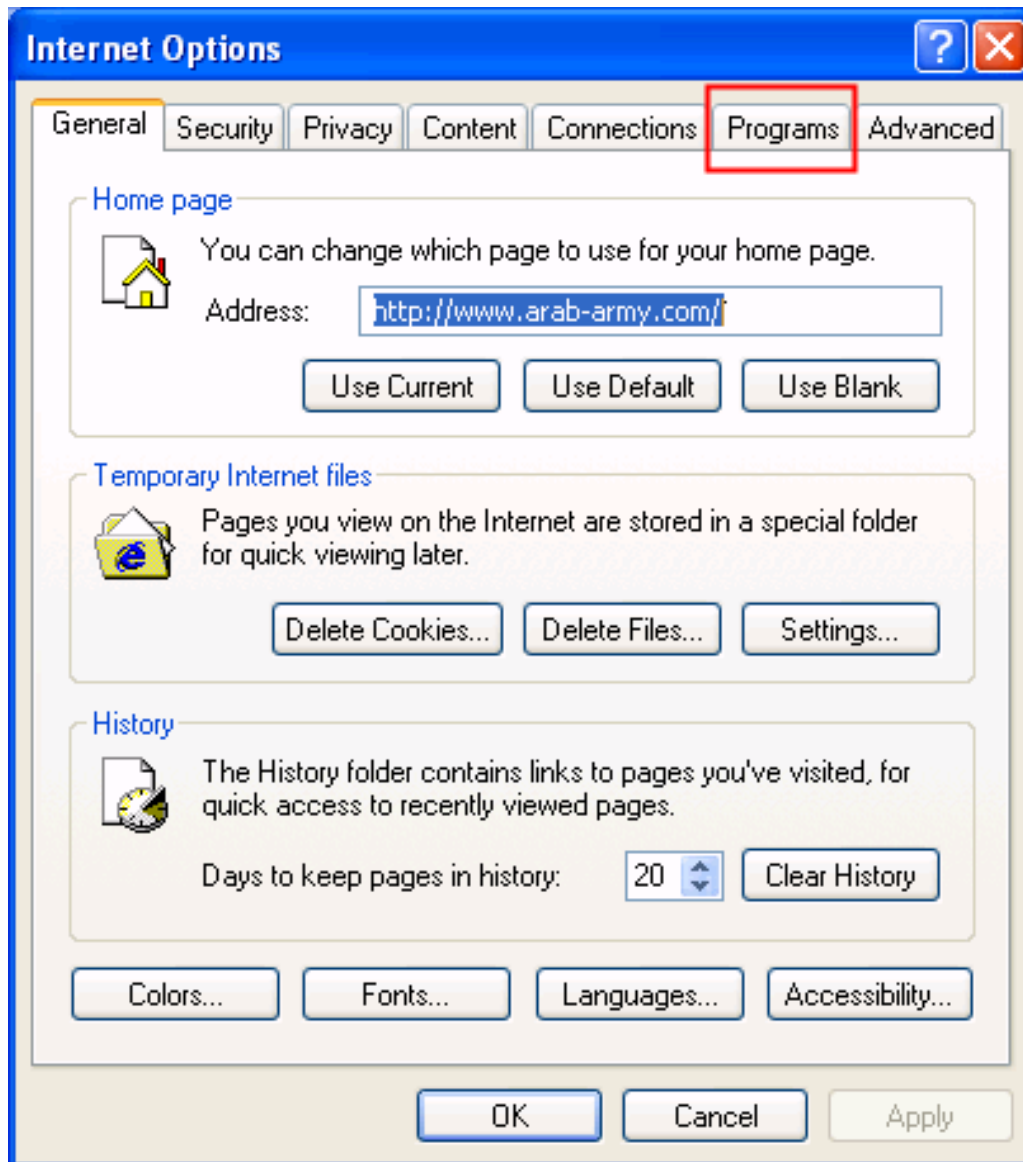 Internet Options
General Security Privacy Content Connections Programs Advanced
Home page
You can change which page to use for your home page.
Address: http://www.arab-army.com/
Use Current Use Default Use Blank
Temporary Internet files
Pages you view on the Internet are stored in a special folder
for quick viewing later.
Delete Cookies... Delete Files... Settings...
History
The History folder contains links to pages you've visited, for
quick access to recently viewed pages.
Days to keep pages in history: 20 Clear History
Colors... Fonts... Languages... Accessibility...
OK Cancel Apply